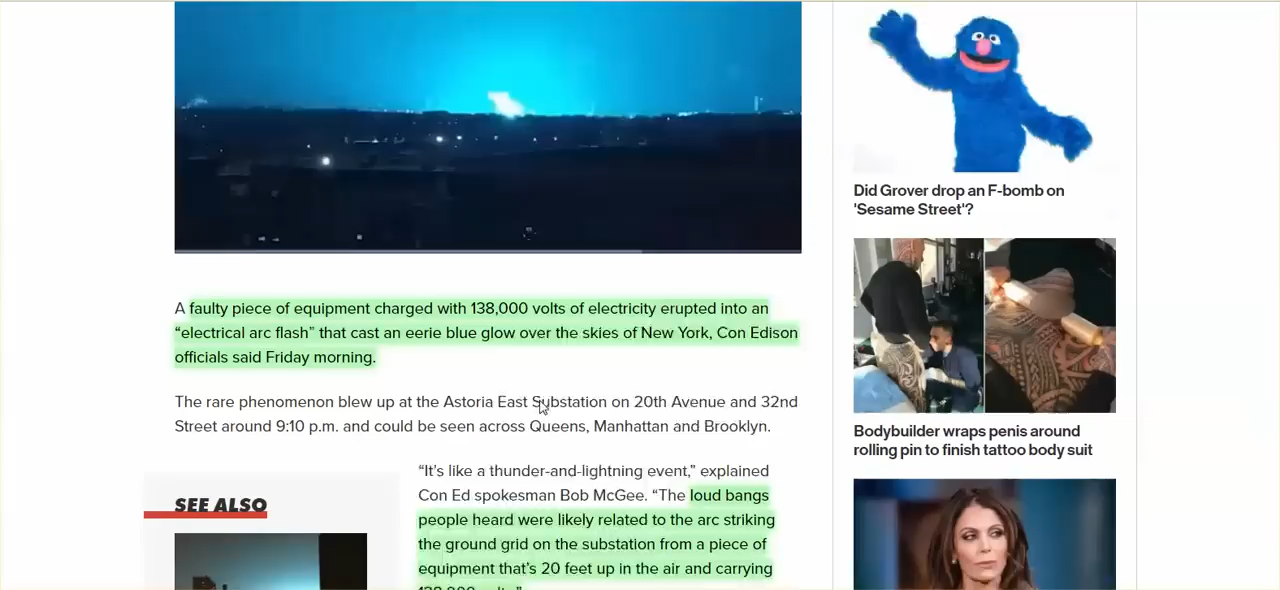 A faulty piece of equipment charged with 138,000 volts of electricity erupted into an
“electrical arc flash” that cast an eerie blue glow over the skies of New York, Con Edison
officials said Friday morning.
The rare phenomenon blew up at the Astoria East Substation on 20th Avenue and 32nd
Street around 9:10 p.m. and could be seen across Queens, Manhattan and Brooklyn.
SEE ALSO
“It’s like a thunder-and-lightning event,” explained
Con Ed spokesman Bob McGee. “The loud bangs
people heard were likely related to the arc striking
the ground grid on the substation from a piece of
equipment that’s 20 feet up in the air and carrying
138,000 volts.”
Did Grover drop an F-bomb on
'Sesame Street'?
Bodybuilder wraps penis around
rolling pin to finish tattoo body suit